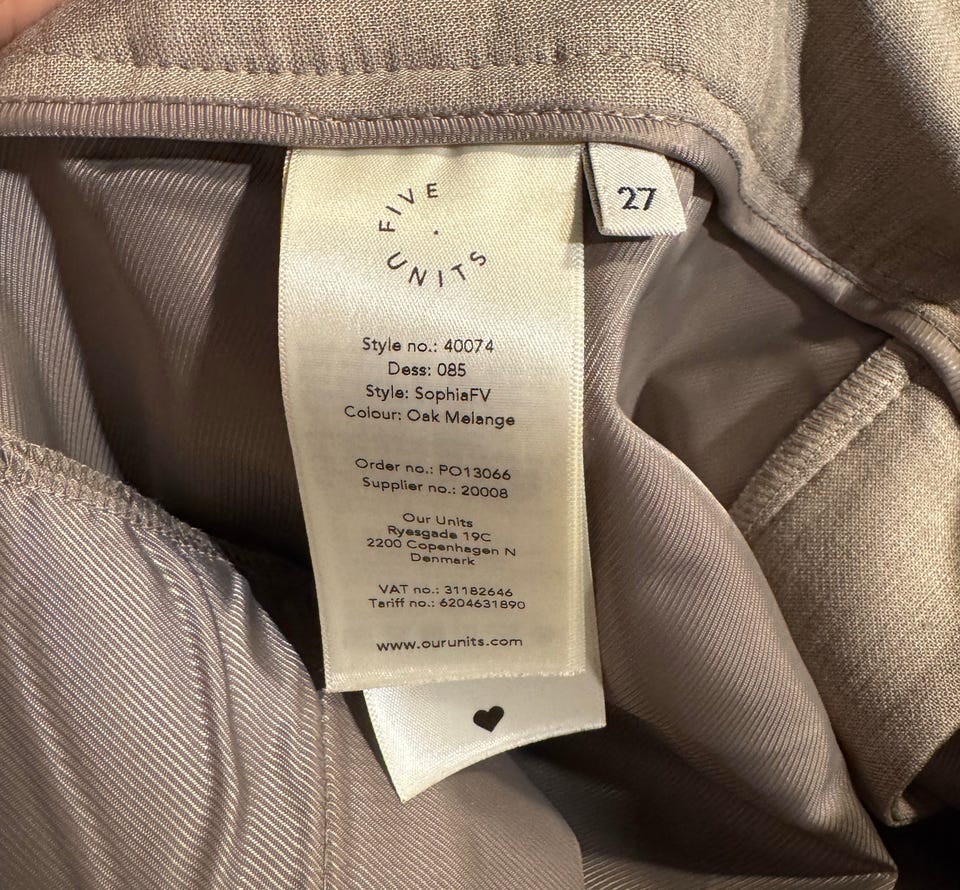 FIVE
UNITS
27
Style no.: 40074
Dess: 085
Style: SophiaFV
Colour: Oak Melange
Order no.: PO13066
Supplier no.: 20008
Our Units
Ryesgade 19C
2200 Copenhagen N
Denmark
VAT no.: 31182646
Tariff no.: 6204631890
www.ourunits.com